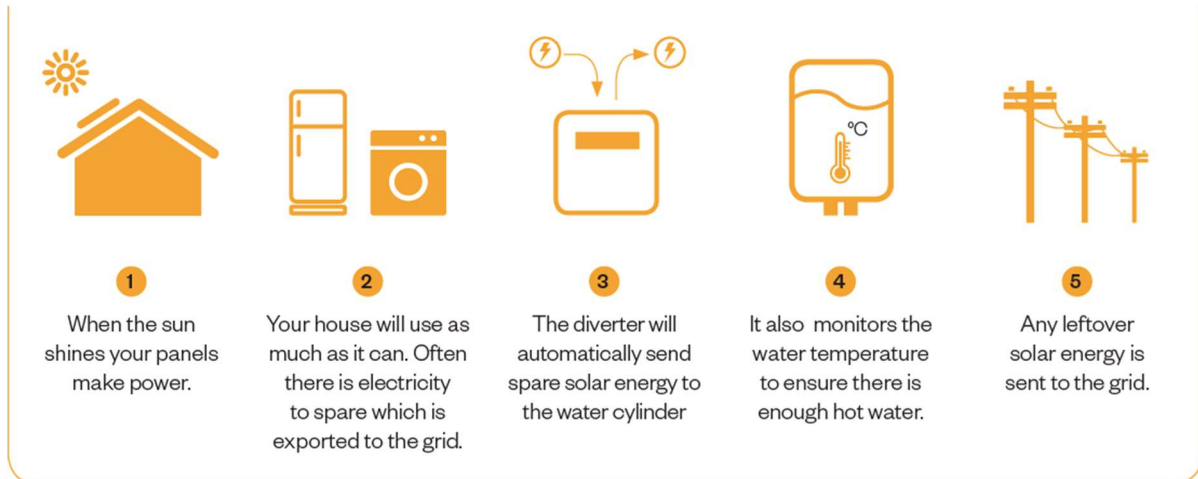 °C
1
When the sun
shines your panels
make power.
2
Your house will use as
much as it can. Often
there is electricity
to spare which is
exported to the grid.
3
The diverter will
automatically send
spare solar energy to
the water cylinder
4
It also  monitors the
water temperature
to ensure there is
enough hot water.
5
Any leftover
solar energy is
sent to the grid.